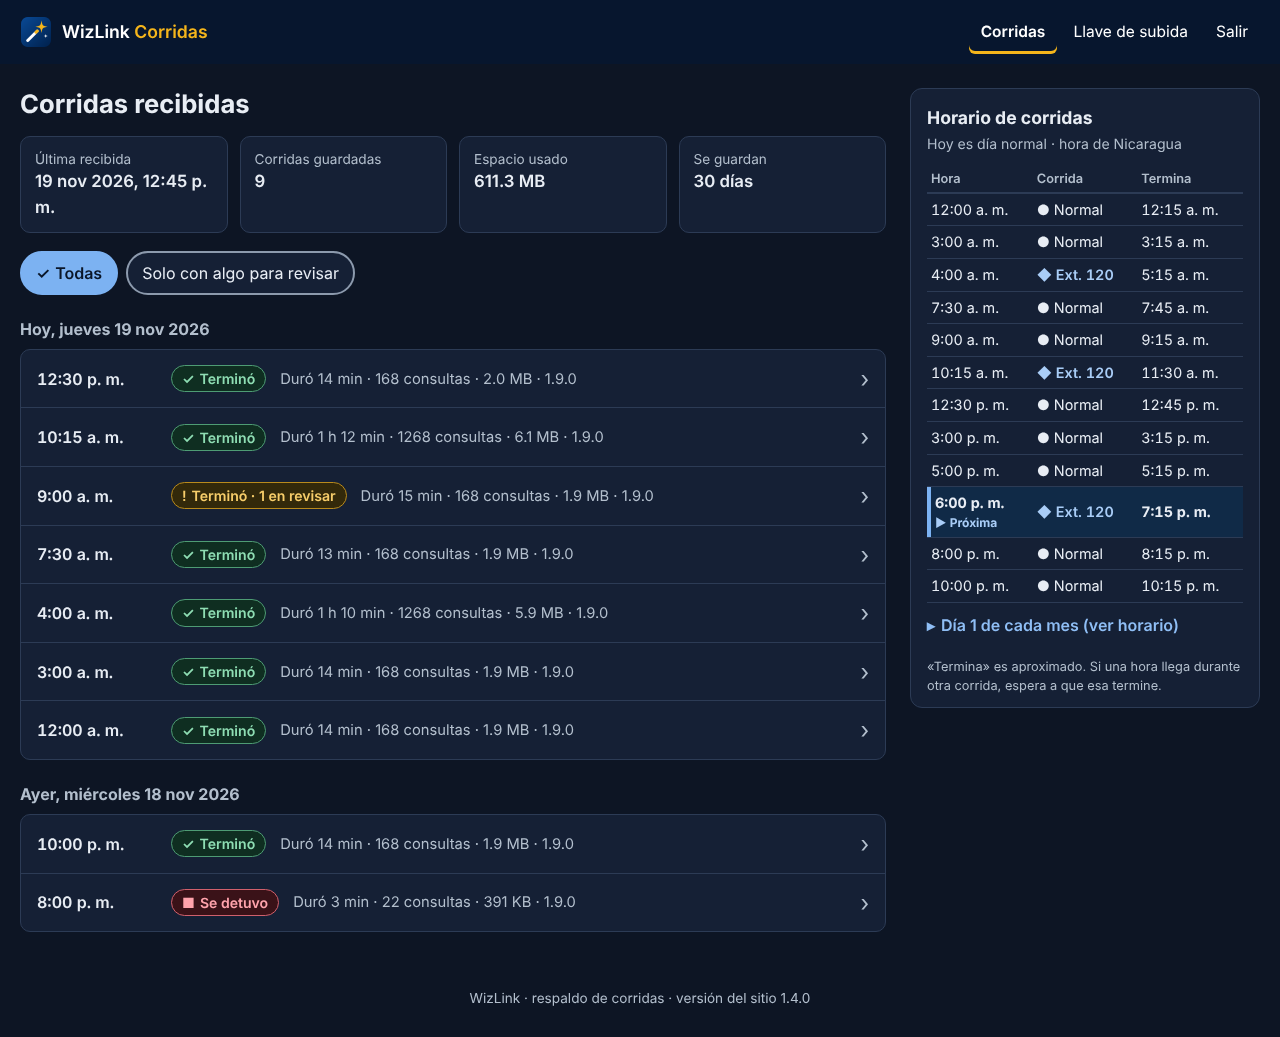 WizLink Corridas
Corridas
Llave de subida
Salir
Corridas recibidas
Última recibida
19 nov 2026, 12:45 p.
m.
Corridas guardadas
9
Espacio usado
611.3 MB
Se guardan
30 días
✓ Todas
Solo con algo para revisar
Hoy, jueves 19 nov 2026
12:30 p. m. ✓ Terminó Duró 14 min · 168 consultas · 2.0 MB · 1.9.0 ›
10:15 a. m. ✓ Terminó Duró 1 h 12 min · 1268 consultas · 6.1 MB · 1.9.0 ›
9:00 a. m. ! Terminó · 1 en revisar Duró 15 min · 168 consultas · 1.9 MB · 1.9.0 ›
7:30 a. m. ✓ Terminó Duró 13 min · 168 consultas · 1.9 MB · 1.9.0 ›
4:00 a. m. ✓ Terminó Duró 1 h 10 min · 1268 consultas · 5.9 MB · 1.9.0 ›
3:00 a. m. ✓ Terminó Duró 14 min · 168 consultas · 1.9 MB · 1.9.0 ›
12:00 a. m. ✓ Terminó Duró 14 min · 168 consultas · 1.9 MB · 1.9.0 ›
Ayer, miércoles 18 nov 2026
10:00 p. m. ✓ Terminó Duró 14 min · 168 consultas · 1.9 MB · 1.9.0 ›
8:00 p. m. ■ Se detuvo Duró 3 min · 22 consultas · 391 KB · 1.9.0 ›
Horario de corridas
Hoy es día normal · hora de Nicaragua
Hora Corrida Termina
12:00 a. m. ● Normal 12:15 a. m.
3:00 a. m. ● Normal 3:15 a. m.
4:00 a. m. ◆ Ext. 120 5:15 a. m.
7:30 a. m. ● Normal 7:45 a. m.
9:00 a. m. ● Normal 9:15 a. m.
10:15 a. m. ◆ Ext. 120 11:30 a. m.
12:30 p. m. ● Normal 12:45 p. m.
3:00 p. m. ● Normal 3:15 p. m.
5:00 p. m. ● Normal 5:15 p. m.
6:00 p. m. ◆ Ext. 120 7:15 p. m.
▶ Próxima
8:00 p. m. ● Normal 8:15 p. m.
10:00 p. m. ● Normal 10:15 p. m.
▸ Día 1 de cada mes (ver horario)
«Termina» es aproximado. Si una hora llega durante
otra corrida, espera a que esa termine.
WizLink · respaldo de corridas · versión del sitio 1.4.0